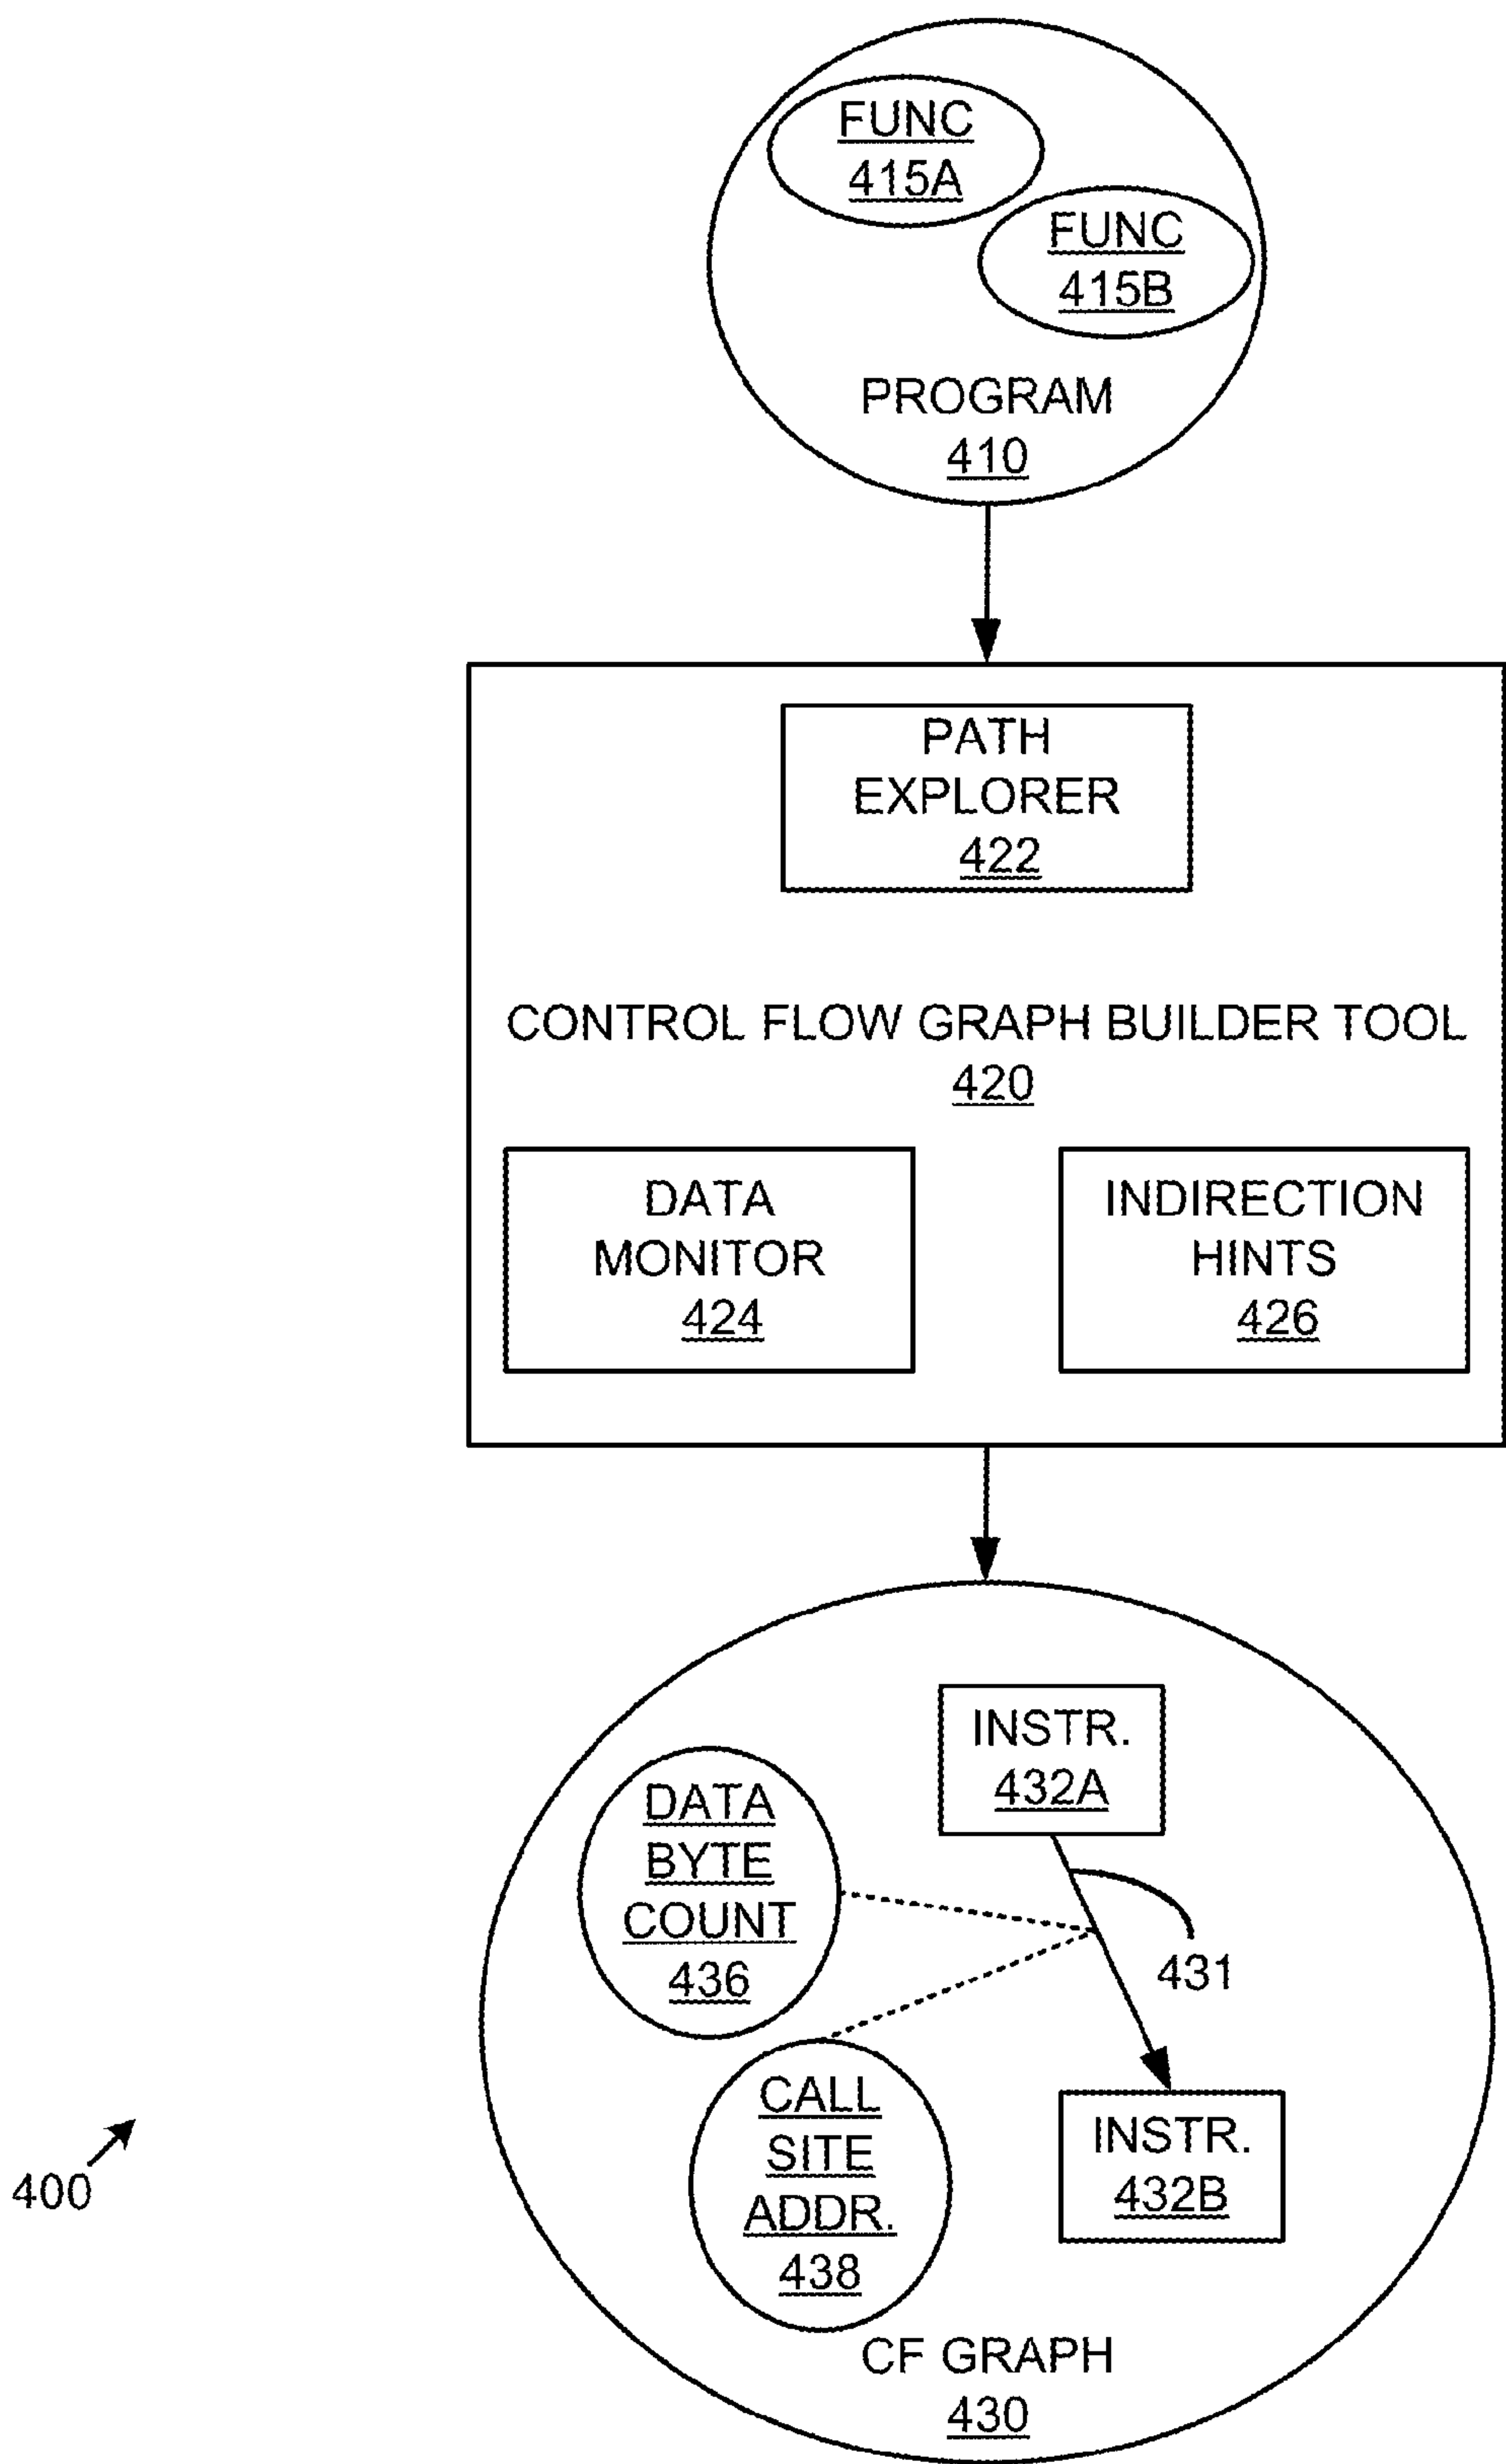 FUNC
415A
FUNC
415B
PROGRAM
410
PATH
EXPLORER
422
CONTROL FLOW GRAPH BUILDER TOOL
420
DATA
MONITOR
424
INDIRECTION
HINTS
426
INSTR.
432A
DATA
BYTE
COUNT
436
431
CALL
SITE
ADDR.
438
INSTR.
432B
CF GRAPH
430
400